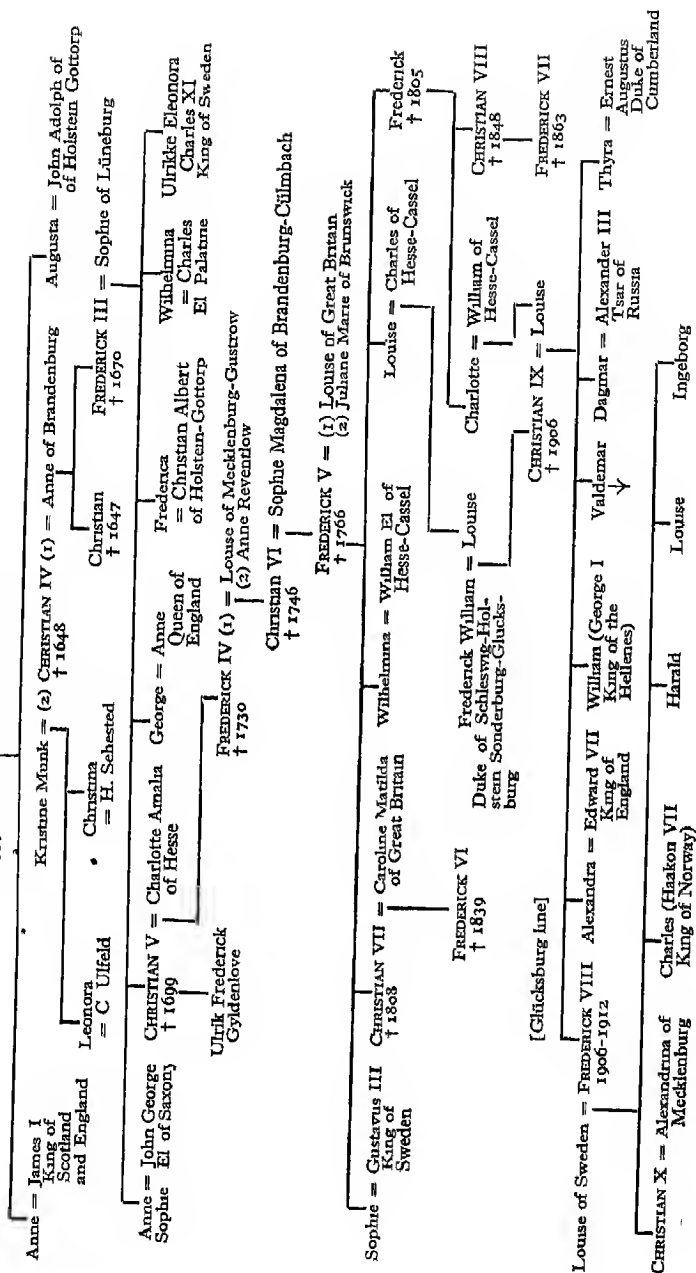 Anne = James I
King of
Scotland
and England
Kristine Munk = (2) CHRISTIAN IV (1) = Anne of Brandenburg
† 1648
Augusta = John Adolph of
Holstein Gottorp
Leonora
= C Ulfeld
Christina
= H. Sehested
Christian
† 1647
FREDERICK III = Sophie of Lüneburg
† 1670
Anne = John George
Sophie El of Saxony
CHRISTIAN V = Charlotte Amalia
† 1699 of Hesse
George = Anne
Queen of
England
Frederica
= Christian Albert
of Holstein-Gottorp
Wilhelmina
= Charles
El Palatine
Ulrikke Eleonora
Charles XI
King of Sweden
Ulrik Frederick
Gyldenlove
FREDERIK IV (1) = Louise of Mecklenburg-Gustrow
† 1730 (2) Anne Reventlow
Christian VI = Sophie Magdalena of Brandenburg-Cülmbach
† 1746
FREDERICK V = (1) Louise of Great Britain
† 1766 (2) Juliane Marie of Brunswick
Sophie = Gustavus III
King of
Sweden
CHRISTIAN VII = Caroline Matilda
† 1808 of Great Britain
Wilhelmina = William El of
Hesse-Cassel
Louise = Charles of
Hesse-Cassel
Frederick
† 1805
FREDERICK VI
† 1839
Frederick William = Louise
Duke of Schleswig-Hol-
stein Sonderburg-Glucks-
burg
Charlotte = William of
Hesse-Cassel
CHRISTIAN VIII
† 1848
CHRISTIAN IX = Louise
† 1906
FREDERICK VII
† 1863
[Glücksburg line]
Louise of Sweden = FREDERICK VIII
1906-1912
Alexandra = Edward VII
King of
England
William (George I
King of the
Hellenes)
Valdemar
Dagmar = Alexander III
Tsar of
Russia
Thyra = Ernest
Augustus
Duke of
Cumberland
CHRISTIAN X = Alexandrina of
Mecklenburg
Charles (Haakon VII
King of Norway)
Harald
Louise
Ingeborg